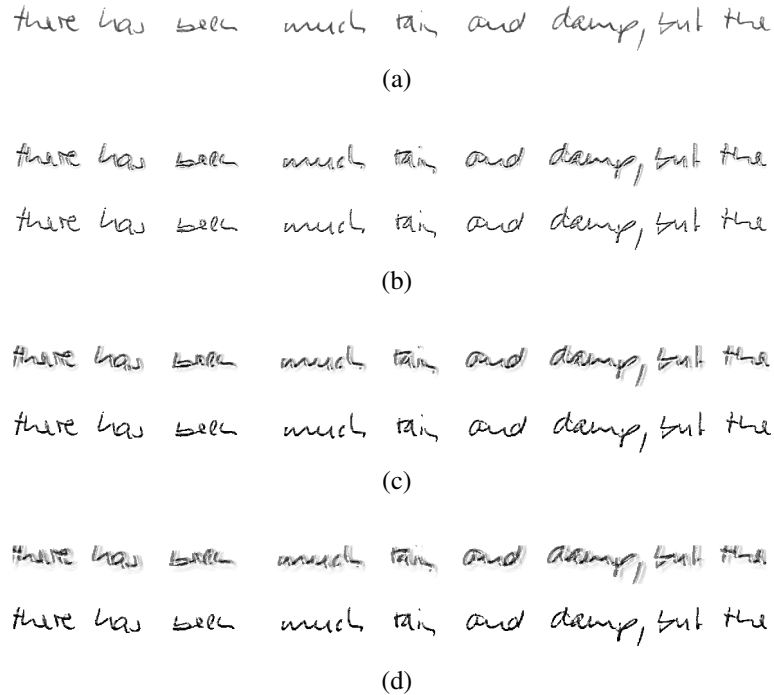 there has been much rain and damp, but the
(a)
there has been much rain and damp, but the
there has been much rain and damp, but the
(b)
there has been much rain and damp, but the
there has been much rain and damp, but the
(c)
there has been much rain and damp, but the
there has been much rain and damp, but the
(d)